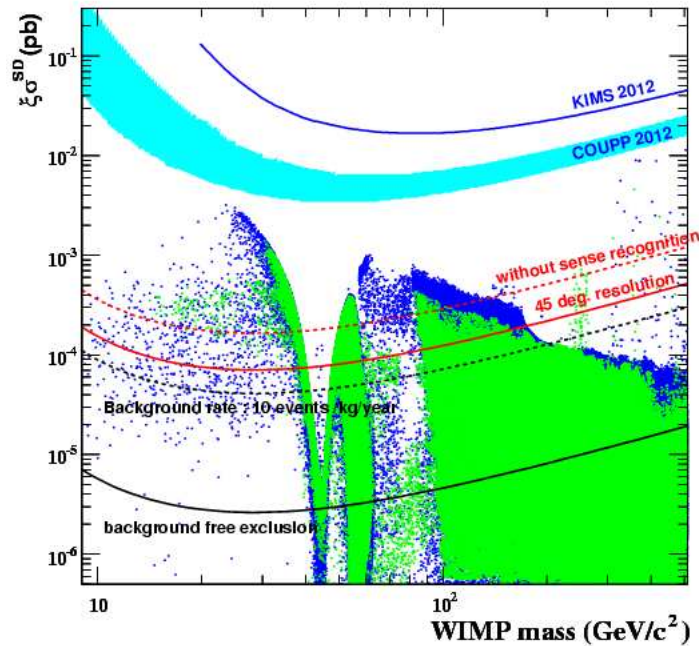 ξσ^SD (pb)
10^-1
10^-2
10^-3
10^-4
10^-5
10^-6
KIMS 2012
COUPP 2012
without sense recognition
45 deg. resolution
Background rate : 10 events /kg/year
background free exclusion
10
10^2
WIMP mass (GeV/c^2)